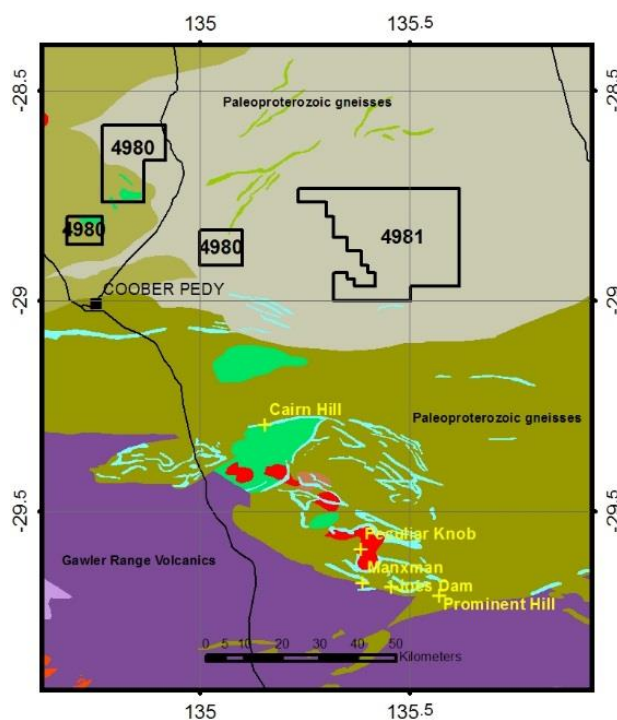 135
135.5
-28.5
-28.5
Paleoproterozoic gneisses
4980
4980
4980
4981
-29
-29
COOBER PEDY
Cairn Hill
Paleoproterozoic gneisses
-29.5
-29.5
Peculiar Knob
Gawler Range Volcanics
Manxman
Dam
Prominent Hill
0 5 10 20 30 40 50
Kilometers
135
135.5